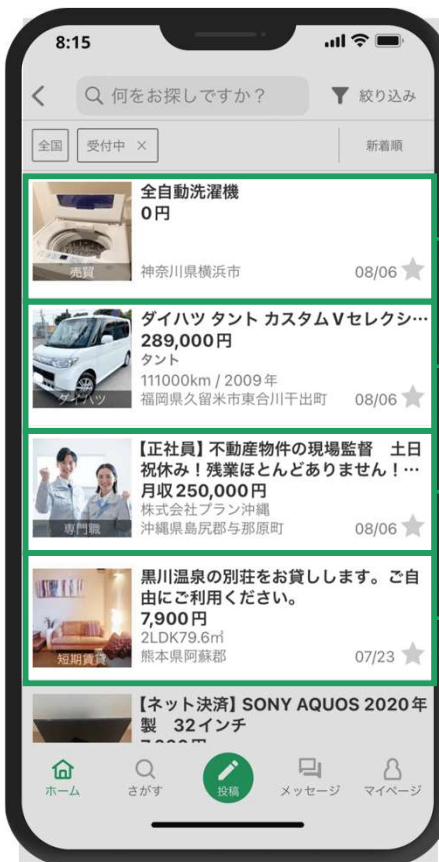 8:15
何をお探しですか？
絞り込み
全国
受付中 ×
新着順
全自動洗濯機
0円
売買
神奈川県横浜市
08/06
ダイハツ タント カスタムVセレクシ…
289,000円
タント
111000km / 2009年
ダイハツ
福岡県久留米市東合川干出町
08/06
【正社員】不動産物件の現場監督　土日
祝休み！残業ほとんどありません！…
月収250,000円
株式会社プラン沖縄
専門職
沖縄県島尻郡与那原町
08/06
黒川温泉の別荘をお貸しします。ご自
由にご利用ください。
7,900円
2LDK79.6㎡
短期賃貸
熊本県阿蘇郡
07/23
【ネット決済】SONY AQUOS 2020年
製　32インチ
ホーム
さがす
投稿
メッセージ
マイページ